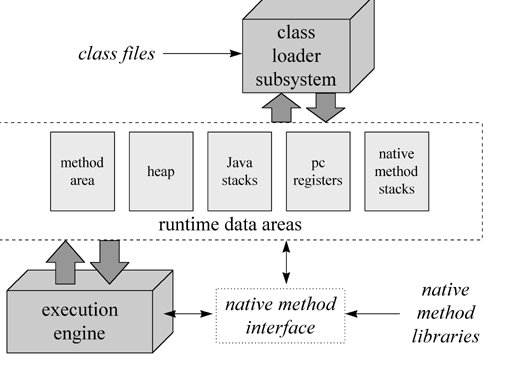 class files
class
loader
subsystem
method
area
heap
Java
stacks
pc
registers
native
method
stacks
runtime data areas
execution
engine
native method
interface
native
method
libraries